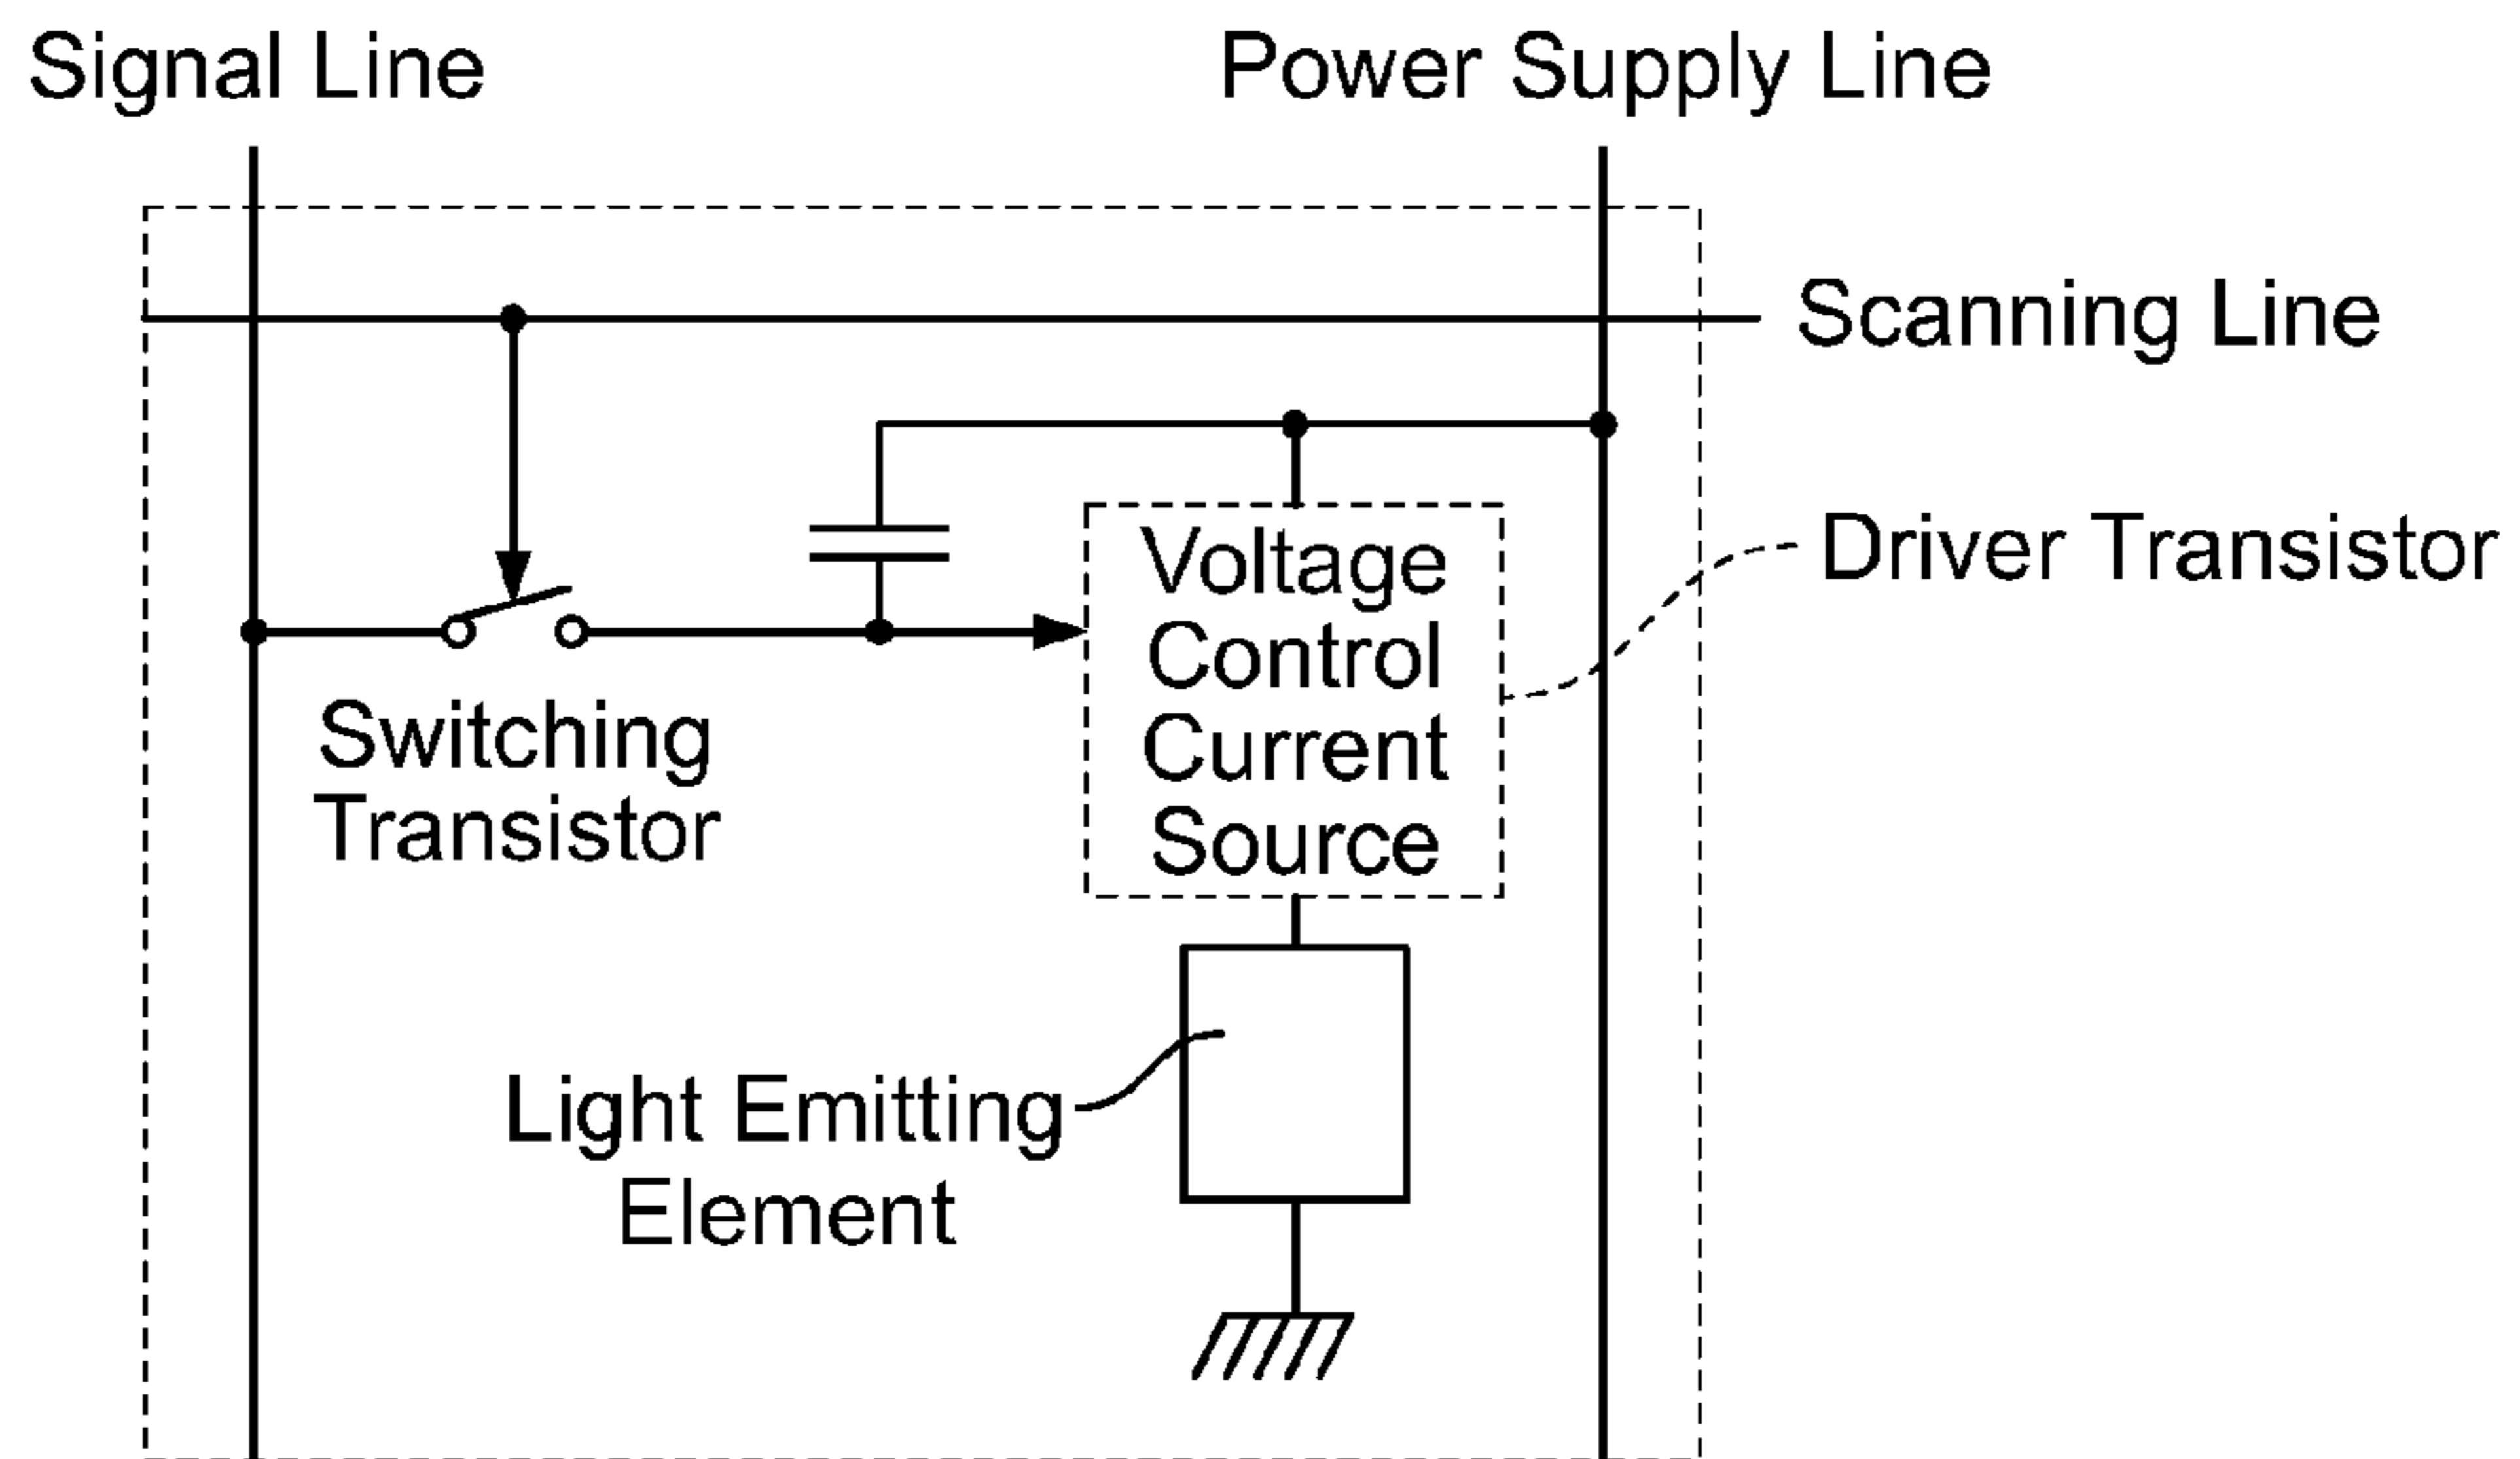 Signal Line
Power Supply Line
Scanning Line
Driver Transistor
Voltage
Control
Current
Source
Switching
Transistor
Light Emitting
Element